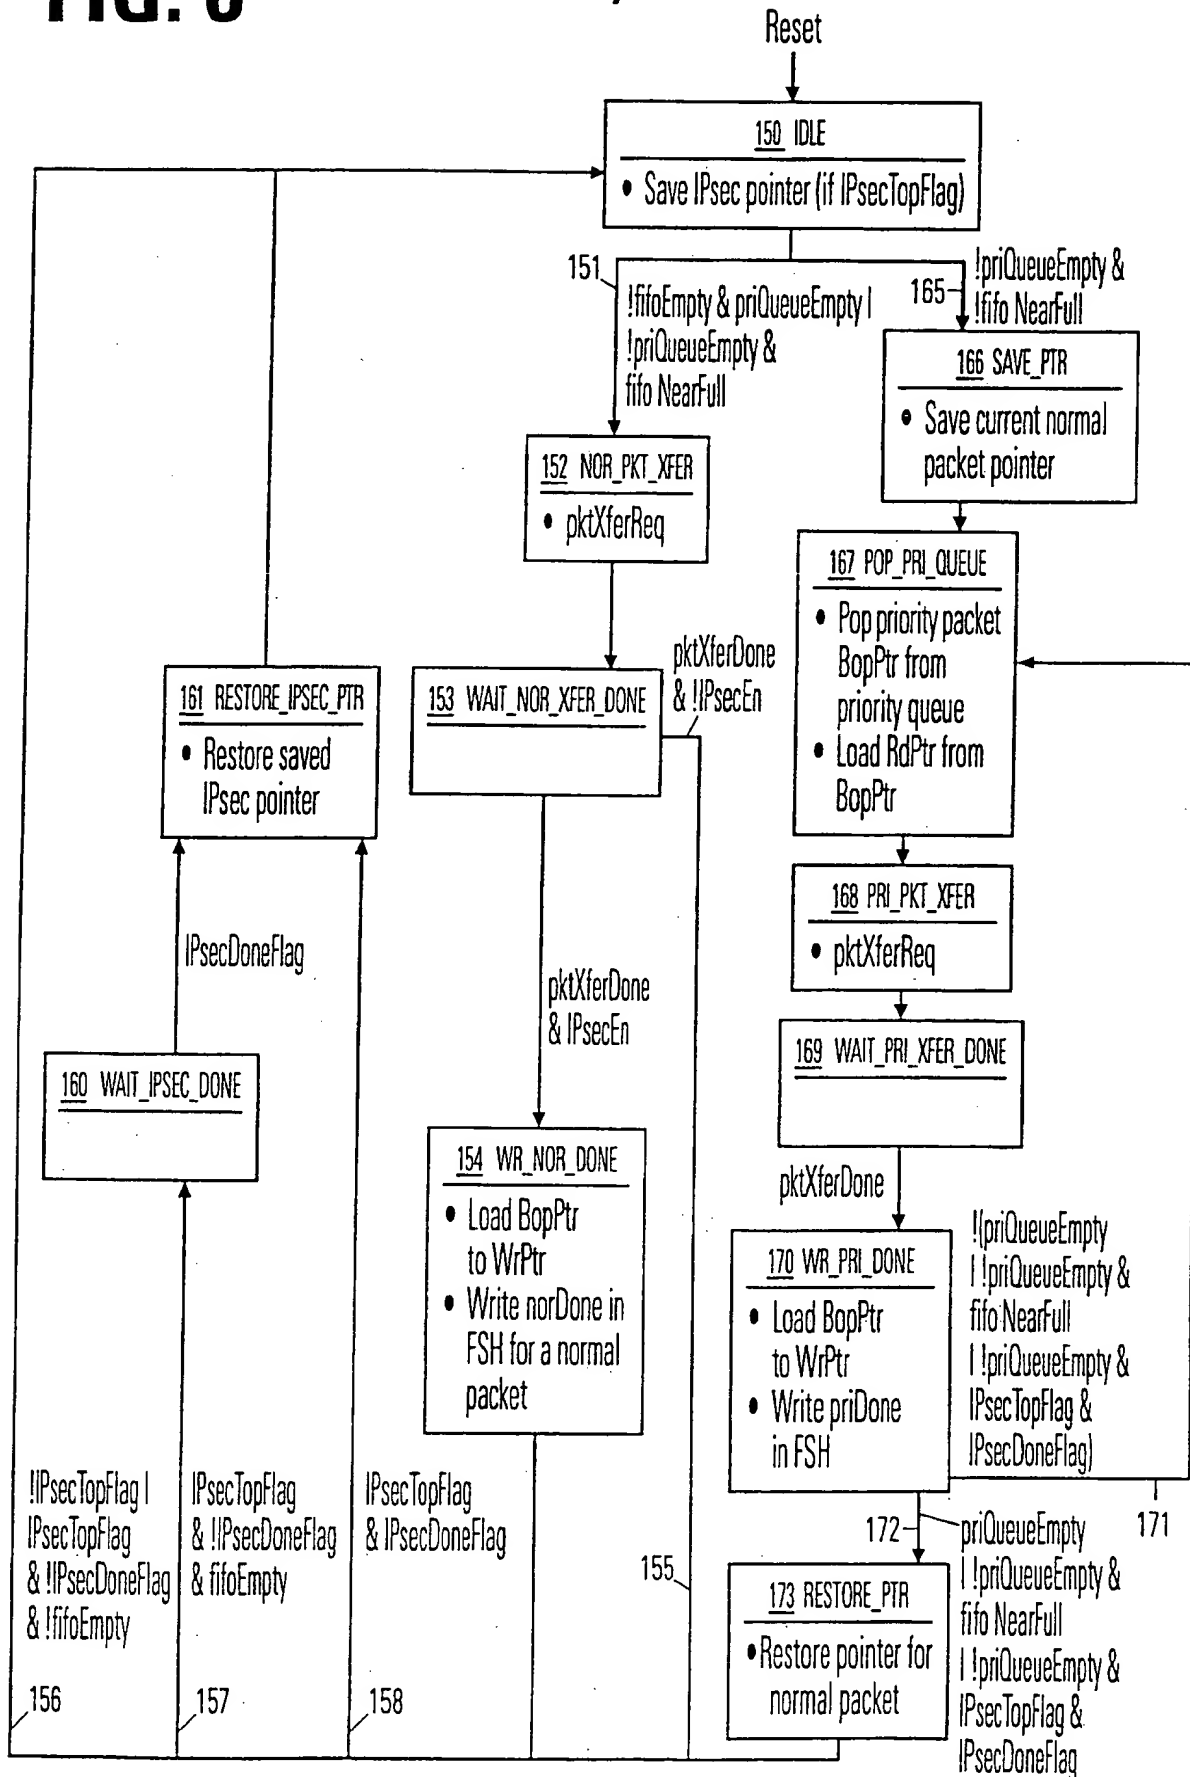 FIG. 6
Reset
150 IDLE
• Save IPsec pointer (if IPsecTopFlag)
151
!fifoEmpty & priQueueEmpty |
!priQueueEmpty &
fifo NearFull
165
!priQueueEmpty &
!fifo NearFull
166 SAVE_PTR
• Save current normal
packet pointer
152 NOR_PKT_XFER
• pktXferReq
167 POP_PRI_QUEUE
• Pop priority packet
BopPtr from
priority queue
• Load RdPtr from
BopPtr
161 RESTORE_IPSEC_PTR
• Restore saved
IPsec pointer
153 WAIT_NOR_XFER_DONE
pktXferDone
& !IPsecEn
168 PRI_PKT_XFER
• pktXferReq
IPsecDoneFlag
pktXferDone
& IPsecEn
169 WAIT_PRI_XFER_DONE
160 WAIT_IPSEC_DONE
pktXferDone
154 WR_NOR_DONE
• Load BopPtr
to WrPtr
• Write norDone in
FSH for a normal
packet
170 WR_PRI_DONE
• Load BopPtr
to WrPtr
• Write priDone
in FSH
!(priQueueEmpty
| !priQueueEmpty &
fifo NearFull
| !priQueueEmpty &
IPsecTopFlag &
IPsecDoneFlag)
171
!IPsecTopFlag |
IPsecTopFlag
& !IPsecDoneFlag
& !fifoEmpty
IPsecTopFlag
& !IPsecDoneFlag
& fifoEmpty
IPsecTopFlag
& IPsecDoneFlag
155
172
priQueueEmpty
| !priQueueEmpty &
fifo NearFull
| !priQueueEmpty &
IPsecTopFlag &
IPsecDoneFlag
173 RESTORE_PTR
• Restore pointer for
normal packet
156
157
158